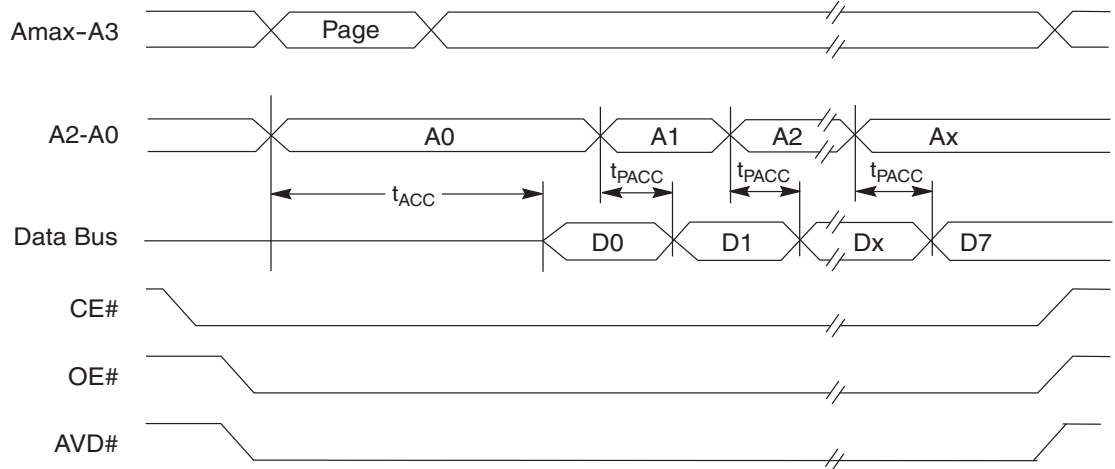 Amax-A3 Page
A2-A0 A0 A1 A2 Ax
tACC tPACC tPACC tPACC
Data Bus D0 D1 Dx D7
CE#
OE#
AVD#